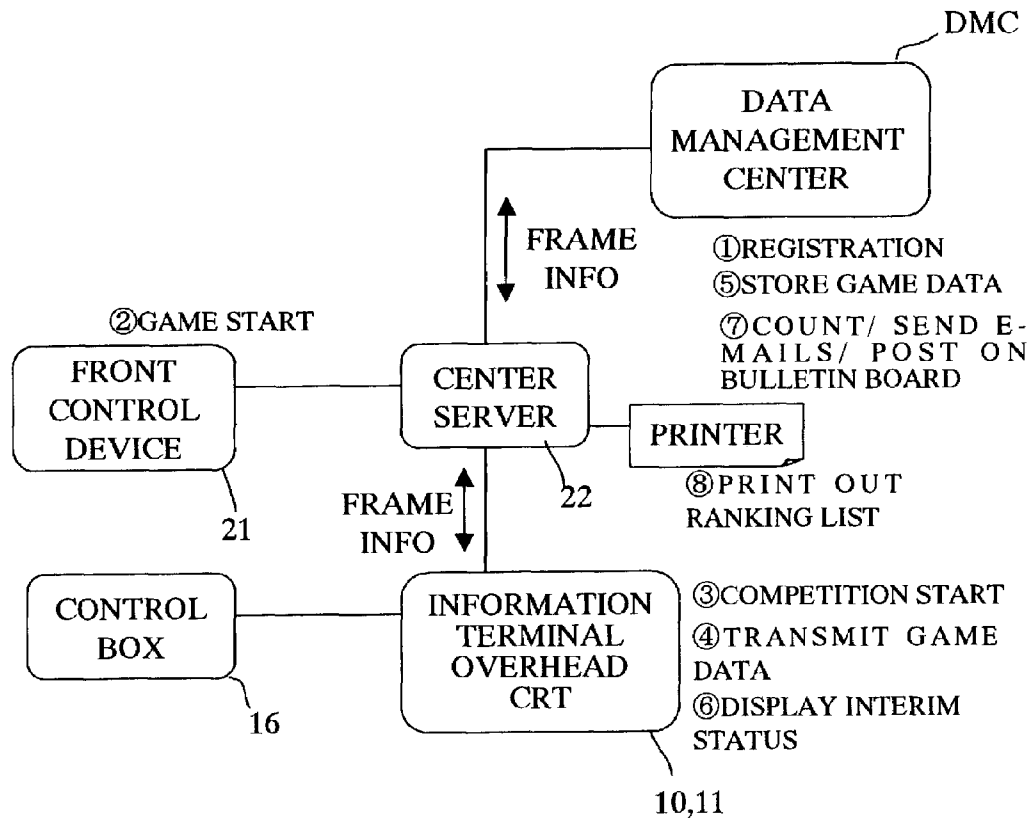 DMC
DATA
MANAGEMENT
CENTER
FRAME
INFO
①REGISTRATION
⑤STORE GAME DATA
⑦COUNT/ SEND E-
MAILS/ POST ON
BULLETIN BOARD
②GAME START
FRONT
CONTROL
DEVICE
21
CENTER
SERVER
22
PRINTER
⑧PRINT OUT
RANKING LIST
FRAME
INFO
CONTROL
BOX
16
INFORMATION
TERMINAL
OVERHEAD
CRT
10,11
③COMPETITION START
④TRANSMIT GAME
DATA
⑥DISPLAY INTERIM
STATUS